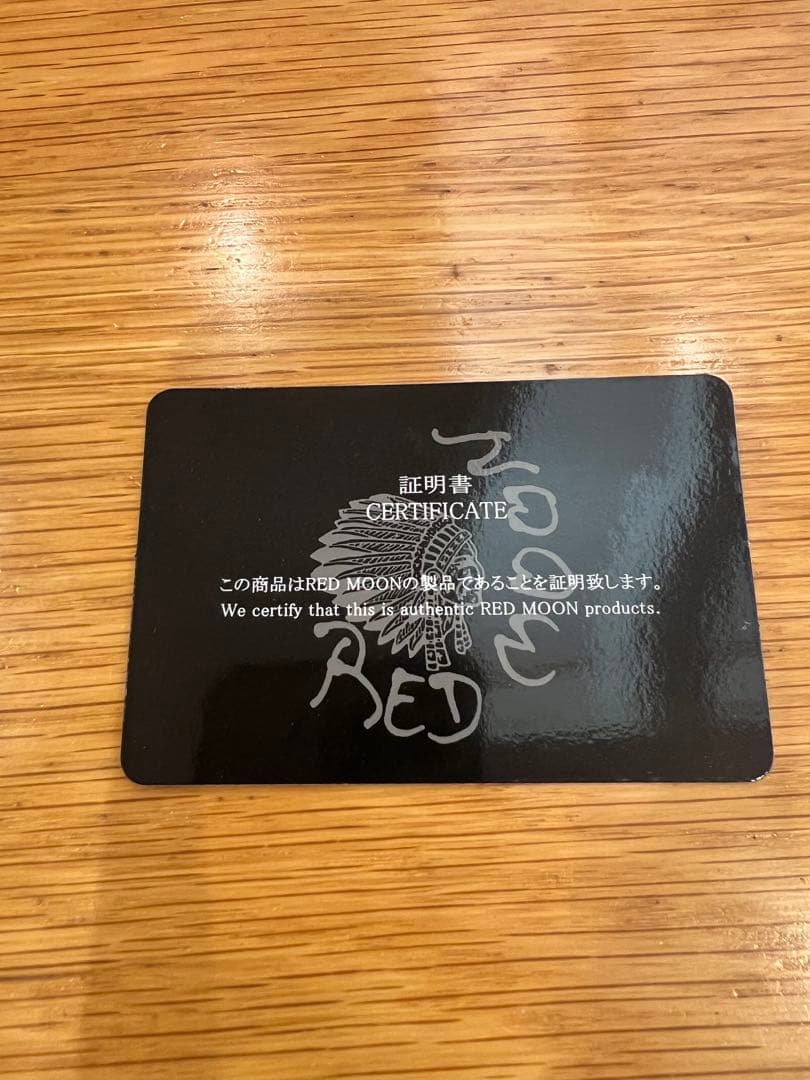 証明書
CERTIFICATE
この商品はRED MOONの製品であることを証明致します。
We certify that this is authentic RED MOON products.
RED
MOON